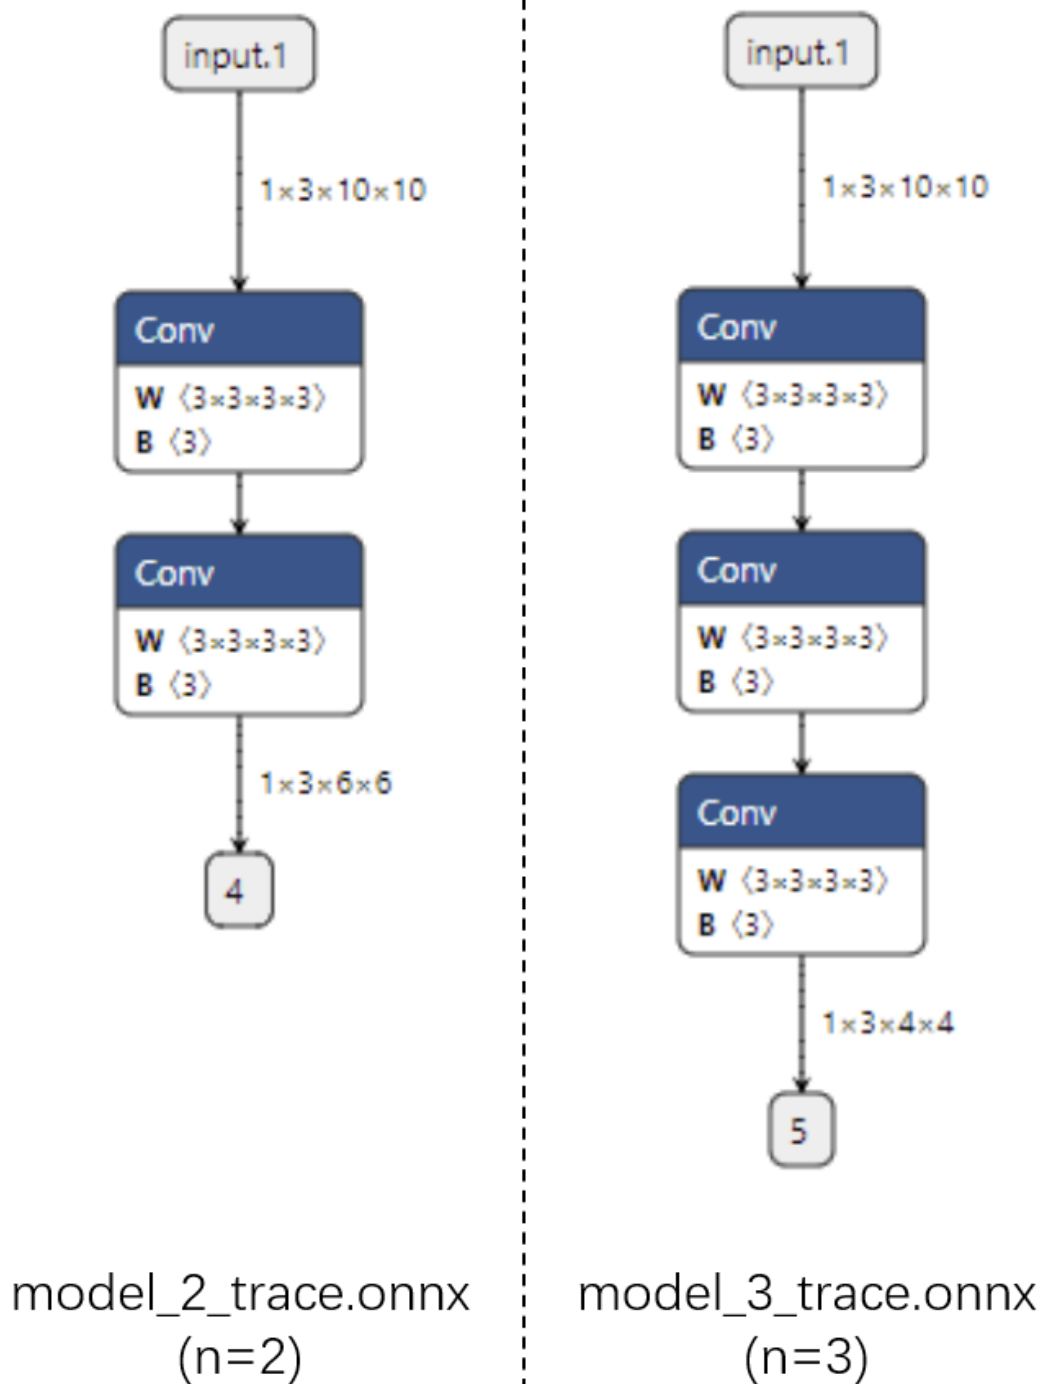 input.1
1×3×10×10
Conv
W ⟨3×3×3×3⟩
B ⟨3⟩
Conv
W ⟨3×3×3×3⟩
B ⟨3⟩
1×3×6×6
4
model_2_trace.onnx
(n=2)
input.1
1×3×10×10
Conv
W ⟨3×3×3×3⟩
B ⟨3⟩
Conv
W ⟨3×3×3×3⟩
B ⟨3⟩
Conv
W ⟨3×3×3×3⟩
B ⟨3⟩
1×3×4×4
5
model_3_trace.onnx
(n=3)